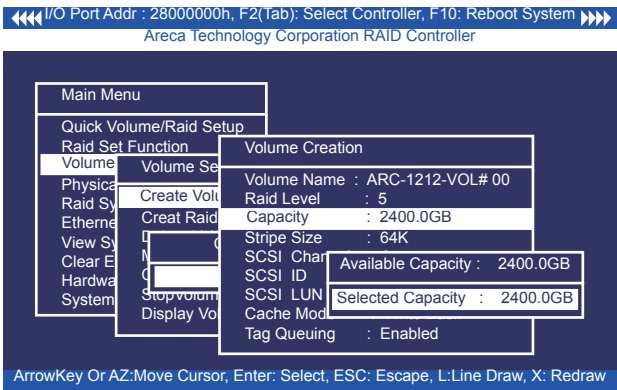 I/O Port Addr : 28000000h, F2(Tab): Select Controller, F10: Reboot System
Areca Technology Corporation RAID Controller
Main Menu
Quick Volume/Raid Setup
Raid Set Function
Volume
Physica
Raid Sy
Etherne
View Sy
Clear E
Hardwa
System
Volume Se
Create Volu
Creat Raid
Display Vo
Volume Creation
Volume Name : ARC-1212-VOL# 00
Raid Level : 5
Capacity : 2400.0GB
Stripe Size : 64K
SCSI Chan
SCSI ID
SCSI LUN
Cache Mode
Tag Queuing : Enabled
Available Capacity : 2400.0GB
Selected Capacity : 2400.0GB
ArrowKey Or AZ:Move Cursor, Enter: Select, ESC: Escape, L:Line Draw, X: Redraw